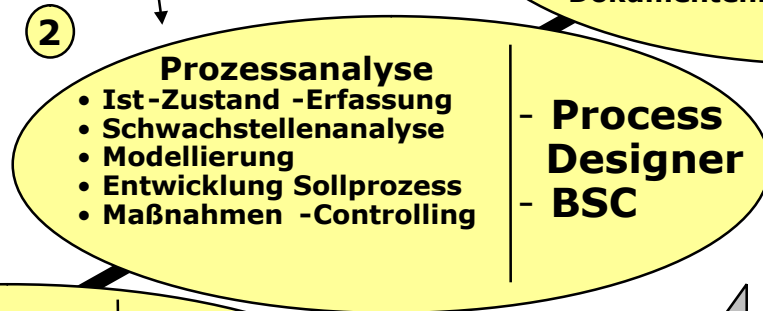 2
Prozessanalyse
• Ist-Zustand -Erfassung
• Schwachstellenanalyse
• Modellierung
• Entwicklung Sollprozess
• Maßnahmen -Controlling
- Process
Designer
- BSC